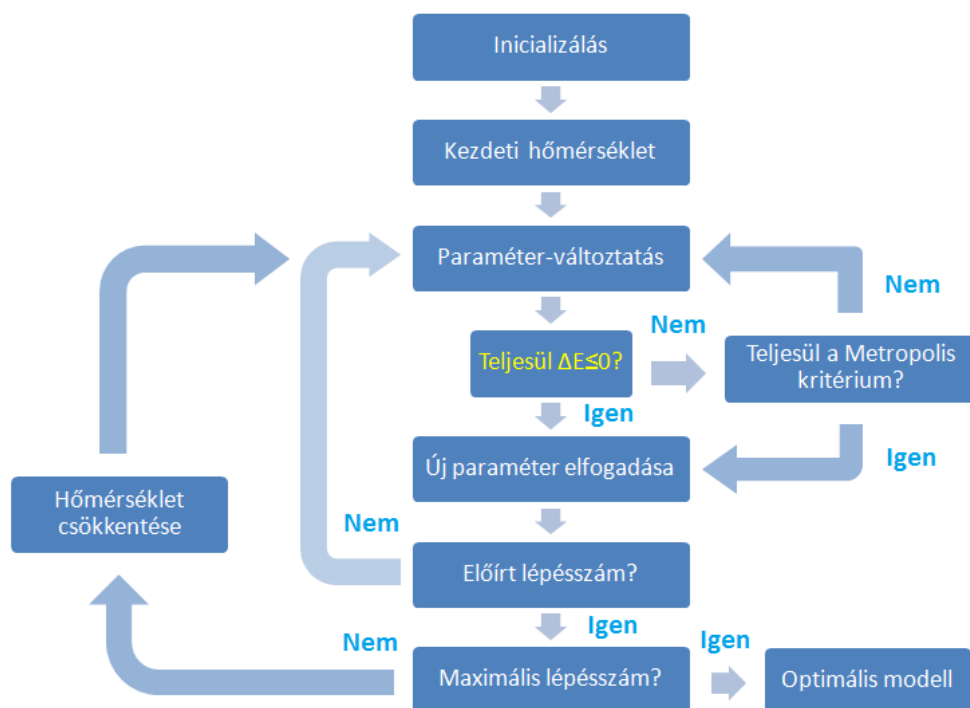 Inicializálás
Kezdeti hőmérséklet
Paraméter-változtatás
Nem
Nem
Teljesül ΔE≤0?
Teljesül a Metropolis
kritérium?
Igen
Igen
Új paraméter elfogadása
Hőmérséklet
csökkentése
Nem
Előírt lépésszám?
Igen
Nem
Igen
Maximális lépésszám?
Optimális modell